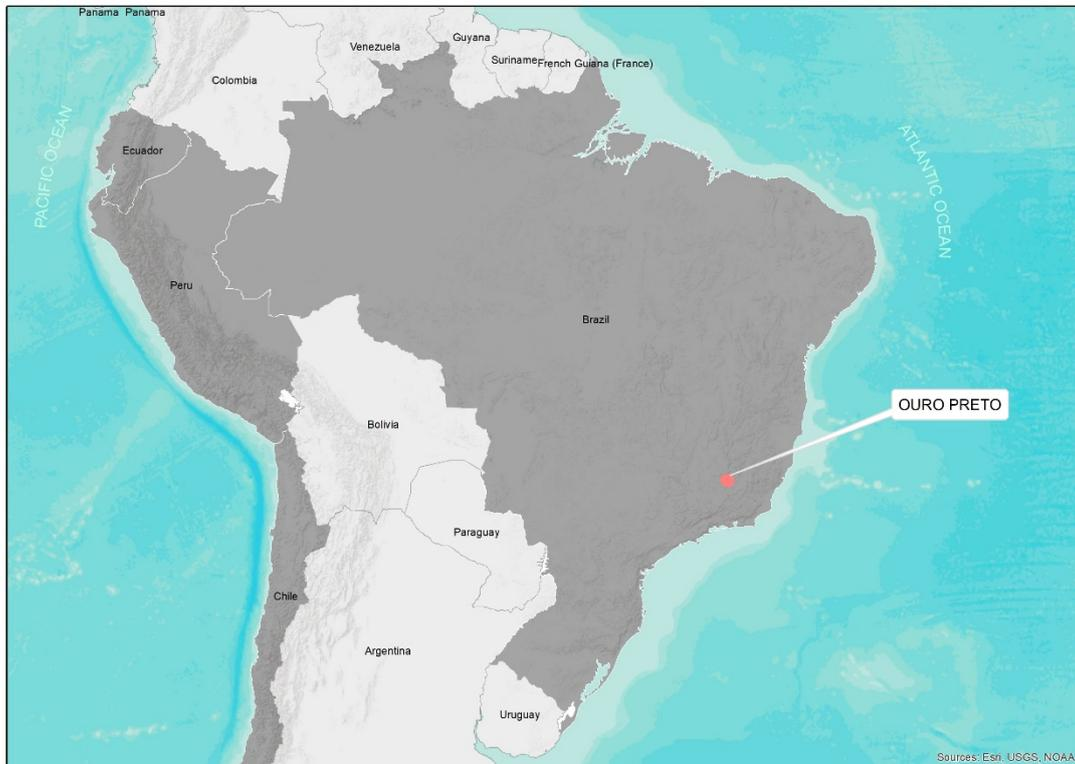 Panama Panama
Guyana
Venezuela
Suriname
French Guiana (France)
Colombia
PACIFIC OCEAN
ATLANTIC OCEAN
Ecuador
Peru
Brazil
OURO PRETO
Bolivia
Paraguay
Chile
Argentina
Uruguay
Sources: Esri, USGS, NOAA